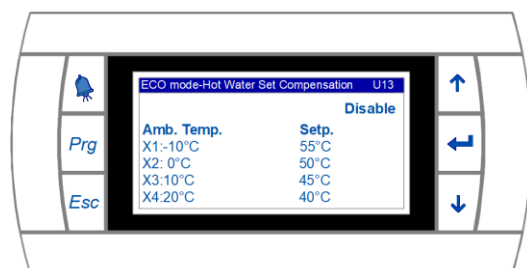 ECO mode-Hot Water Set Compensation U13
Disable
Amb. Temp. Setp.
X1:-10°C 55°C
X2: 0°C 50°C
X3:10°C 45°C
X4:20°C 40°C
Prg
Esc